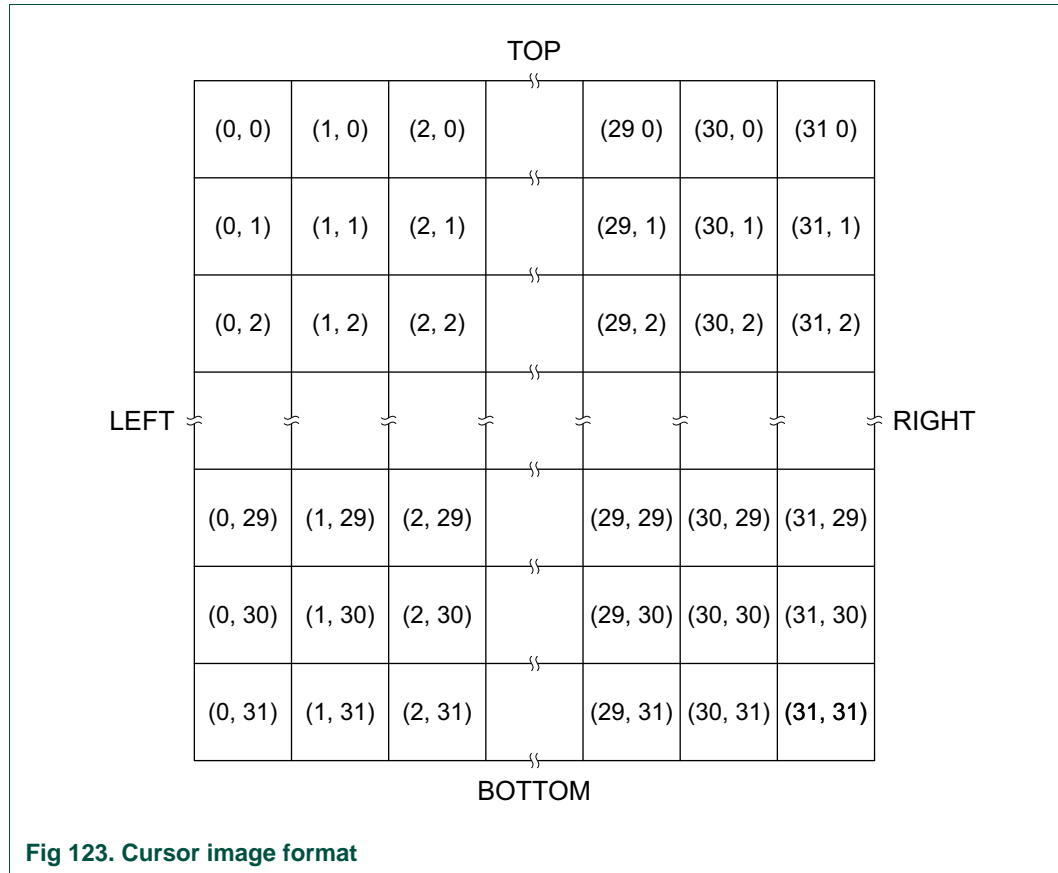 TOP
(0, 0) (1, 0) (2, 0) (29 0) (30, 0) (31 0)
(0, 1) (1, 1) (2, 1) (29, 1) (30, 1) (31, 1)
(0, 2) (1, 2) (2, 2) (29, 2) (30, 2) (31, 2)
LEFT RIGHT
(0, 29) (1, 29) (2, 29) (29, 29) (30, 29) (31, 29)
(0, 30) (1, 30) (2, 30) (29, 30) (30, 30) (31, 30)
(0, 31) (1, 31) (2, 31) (29, 31) (30, 31) (31, 31)
BOTTOM
Fig 123. Cursor image format